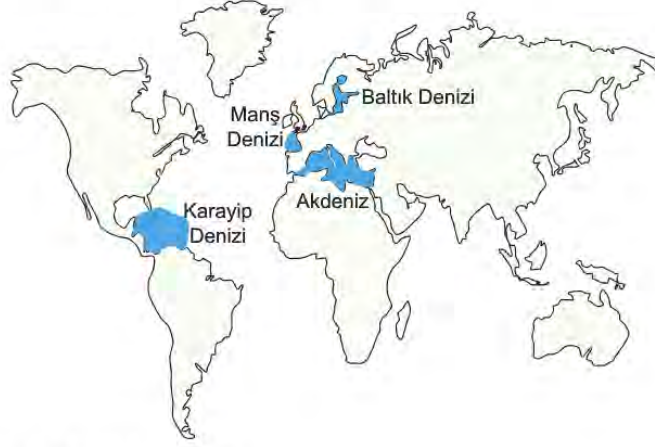 Baltık Denizi
Manş
Denizi
Akdeniz
Karayip
Denizi